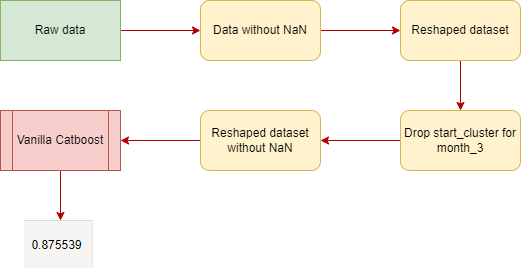 Raw data
Data without NaN
Reshaped dataset
Drop start_cluster for
month_3
Reshaped dataset
without NaN
Vanilla Catboost
0.875539